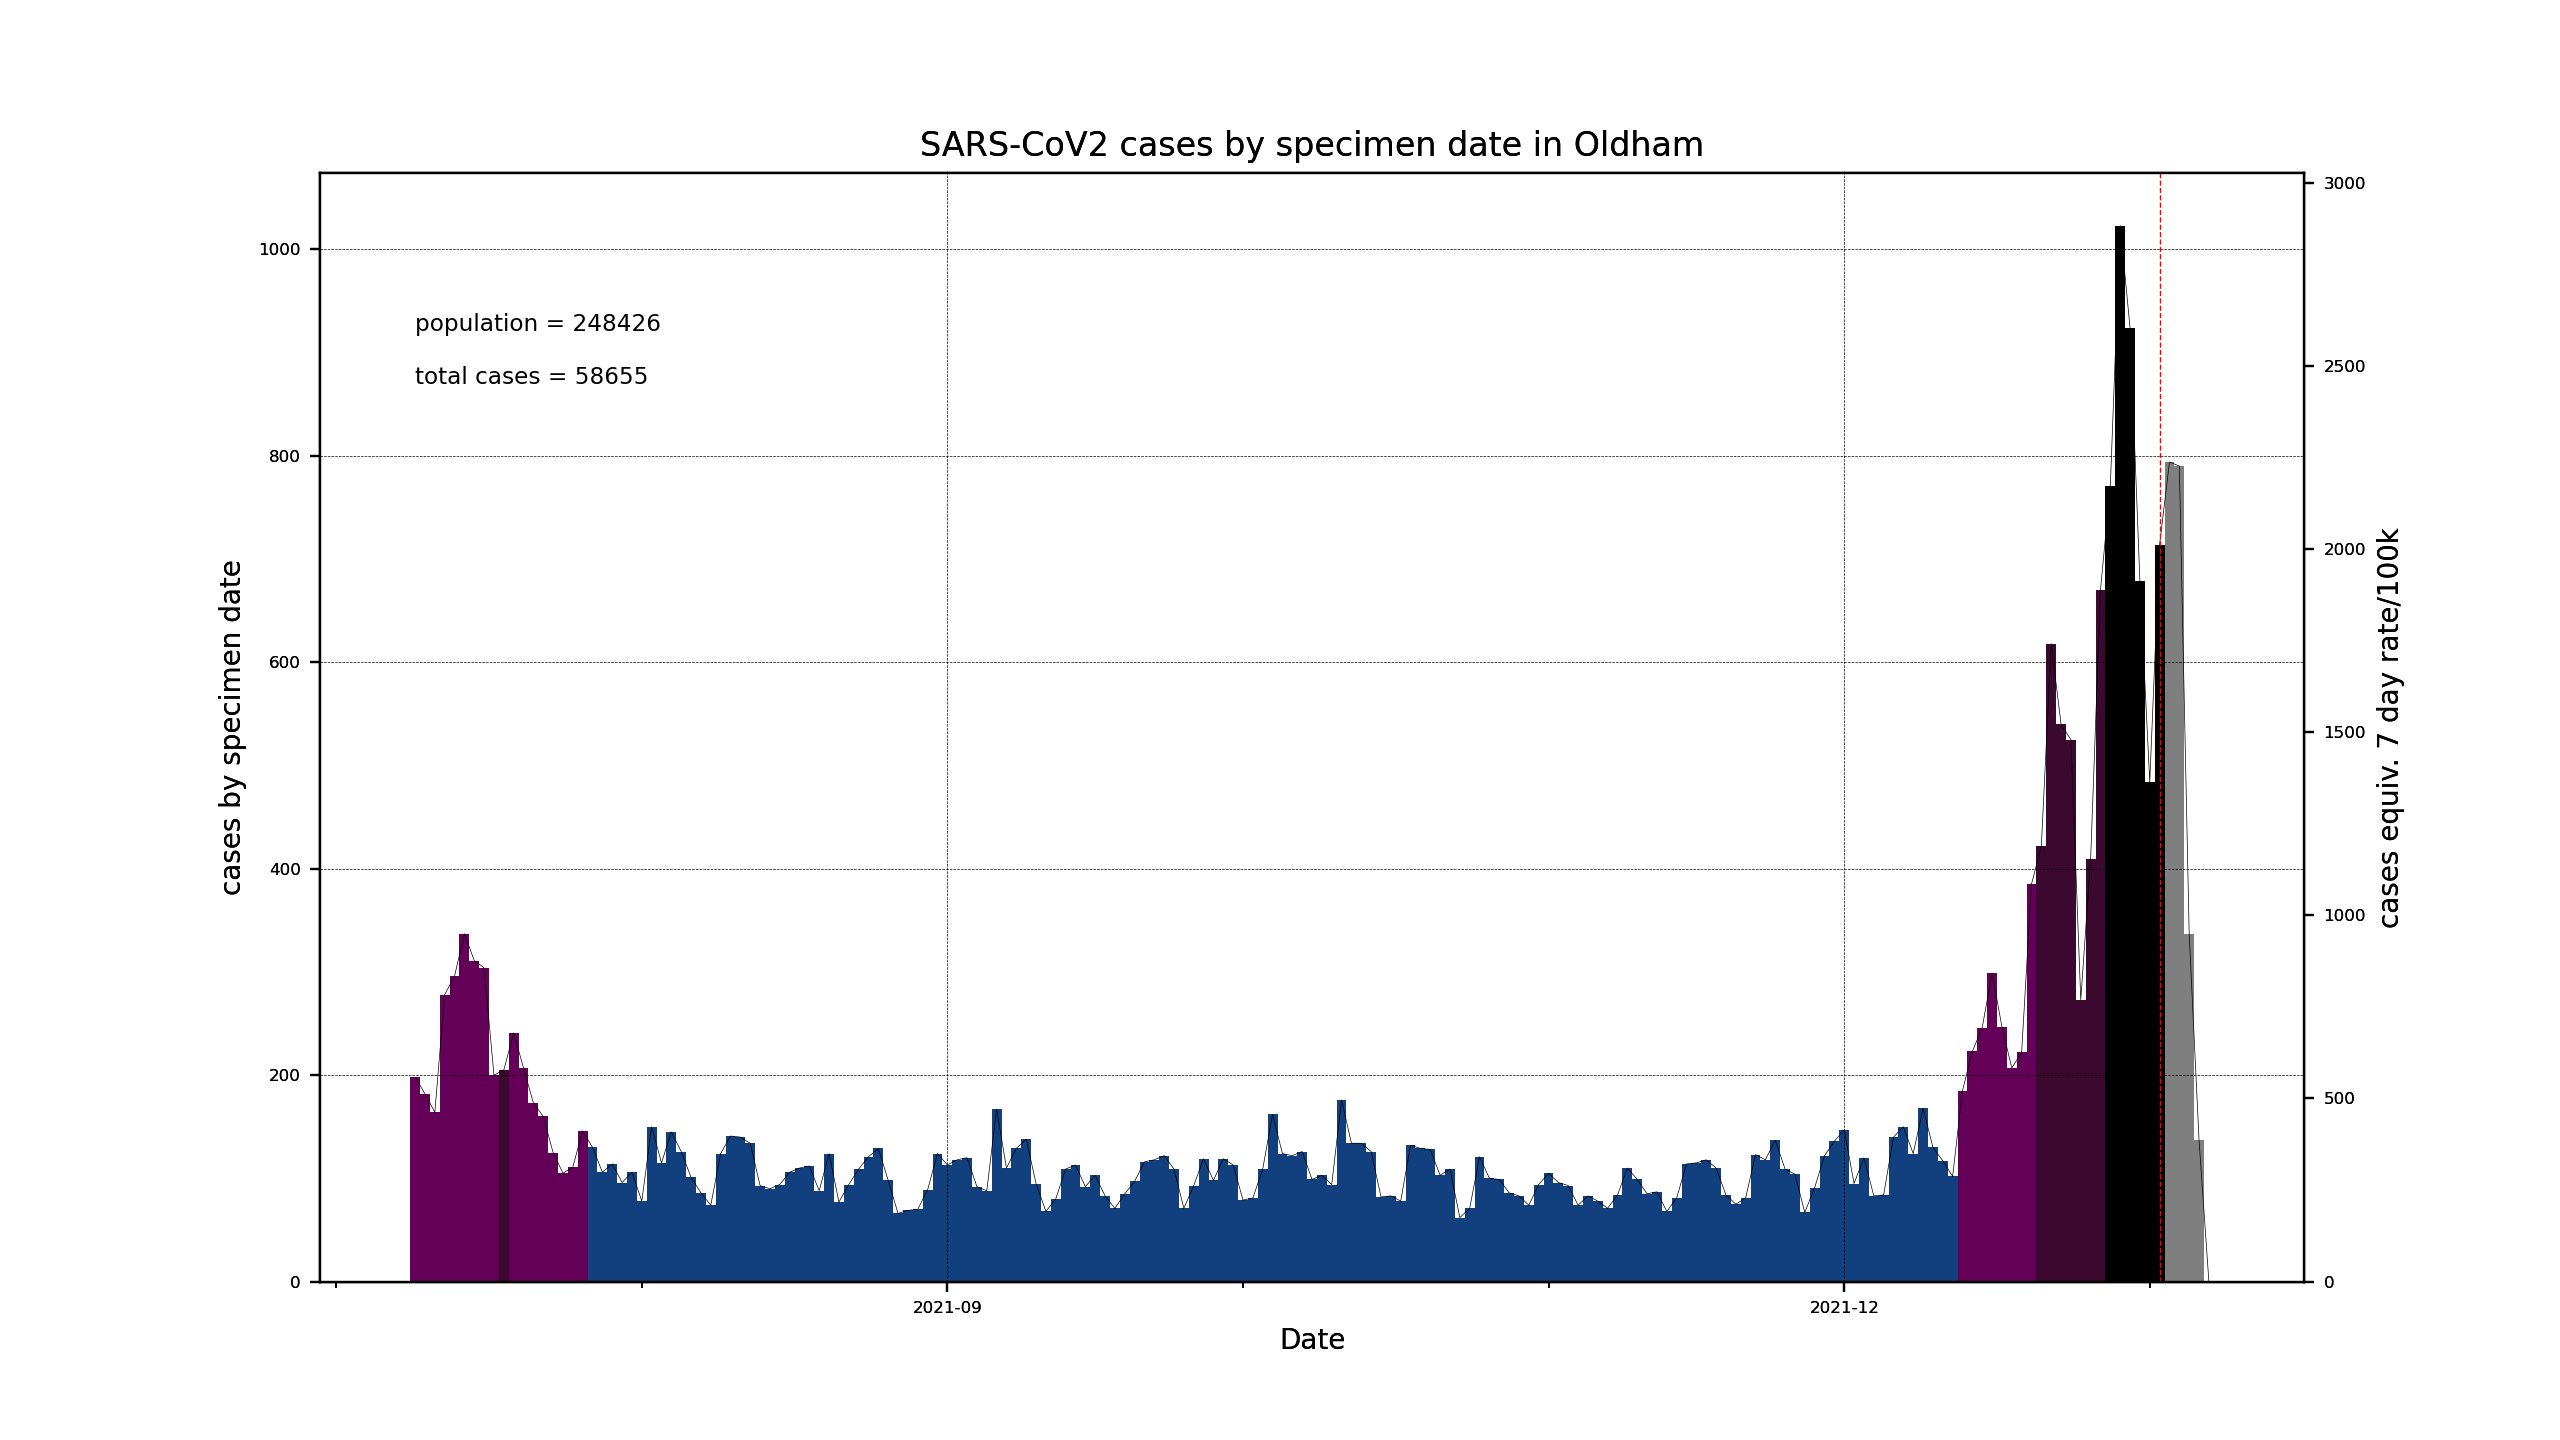 SARS-CoV2 cases by specimen date in Oldham
population = 248426
total cases = 58655
cases by specimen date
1000
800
600
400
200
0
3000
2500
2000
1500
1000
500
0
cases equiv. 7 day rate/100k
2021-09
2021-12
Date